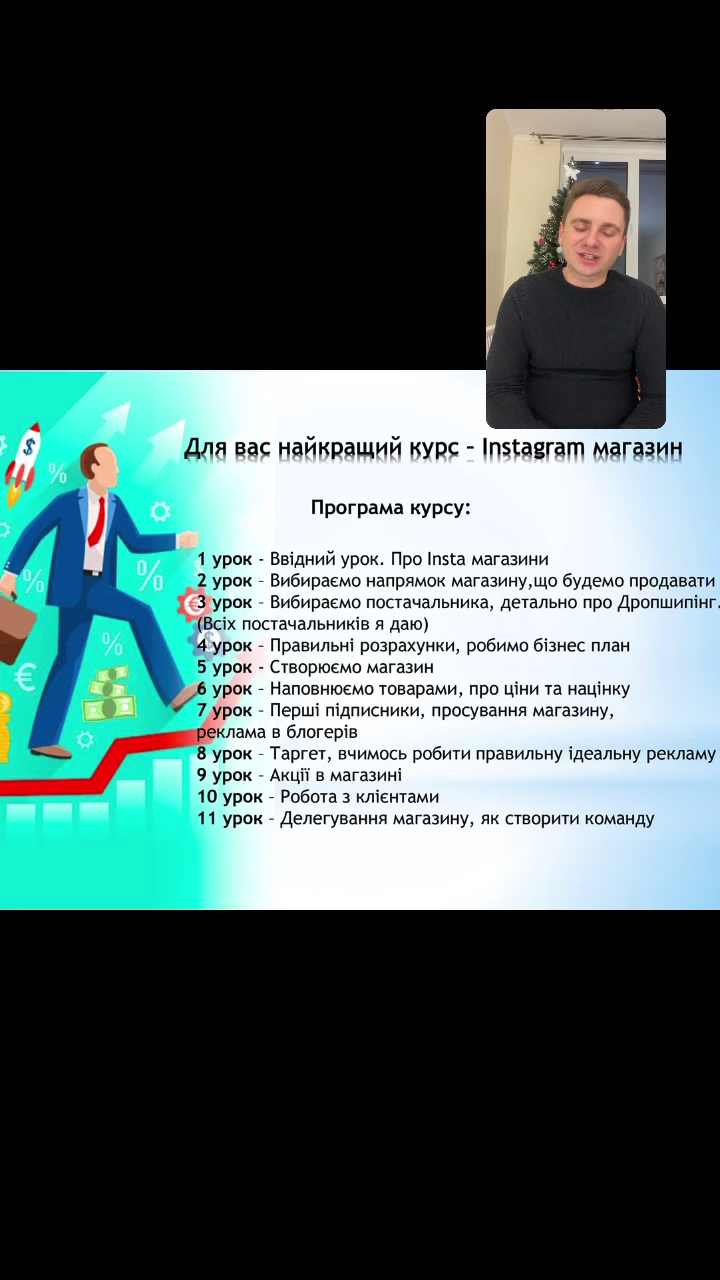 Для вас найкращий курс – Instagram магазин
Програма курсу:
1 урок - Ввідний урок. Про Insta магазини
2 урок – Вибираємо напрямок магазину,що будемо продавати
3 урок – Вибираємо постачальника, детально про Дропшипінг.
(Всіх постачальників я даю)
4 урок – Правильні розрахунки, робимо бізнес план
5 урок - Створюємо магазин
6 урок – Наповнюємо товарами, про ціни та націнку
7 урок – Перші підписники, просування магазину,
реклама в блогерів
8 урок – Таргет, вчимось робити правильну ідеальну рекламу
9 урок – Акції в магазині
10 урок – Робота з клієнтами
11 урок – Делегування магазину, як створити команду